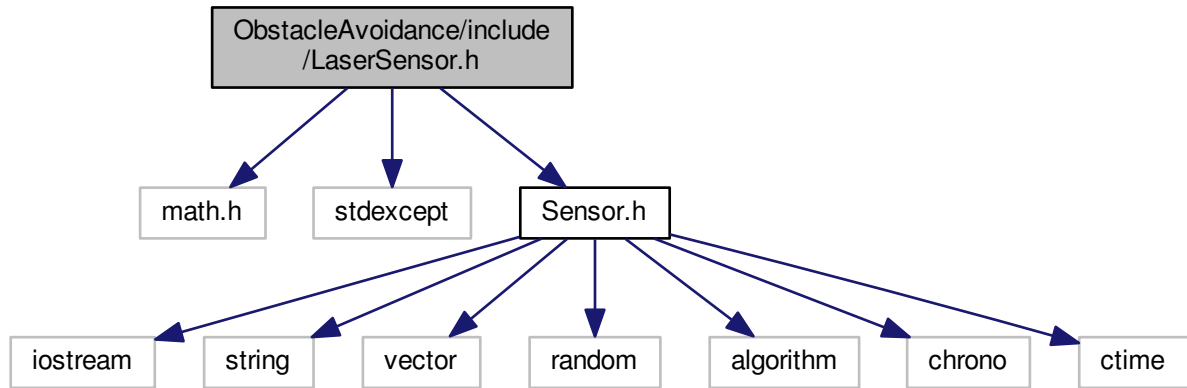 ObstacleAvoidance/include
/LaserSensor.h
math.h
stdexcept
Sensor.h
iostream
string
vector
random
algorithm
chrono
ctime